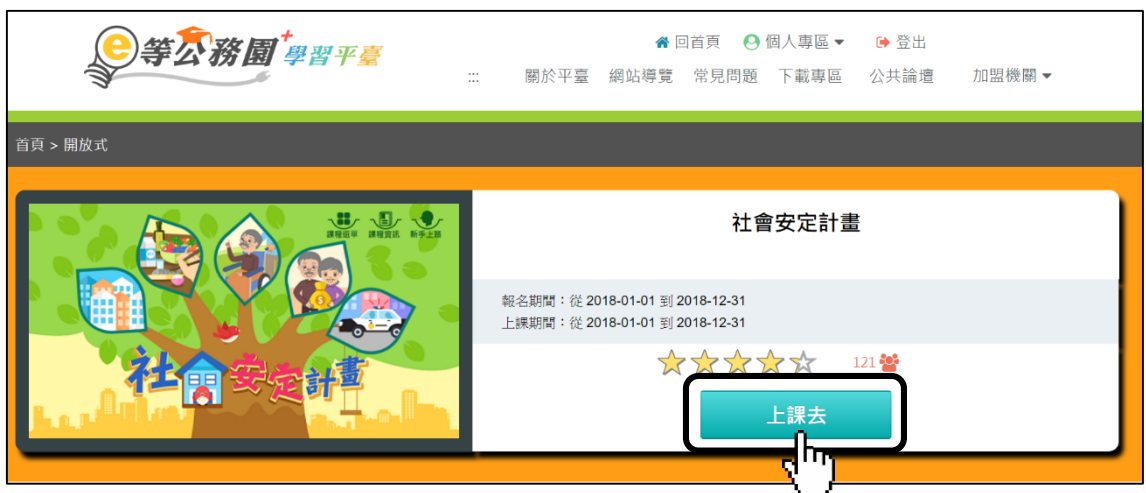 e等公務園+學習平臺
回首頁 個人專區 登出
::: 關於平臺 網站導覽 常見問題 下載專區 公共論壇 加盟機關
首頁 > 開放式
課程選單 課程資訊 新手上路
社會安定計畫
社會安定計畫
報名期間：從 2018-01-01 到 2018-12-31
上課期間：從 2018-01-01 到 2018-12-31
121
上課去